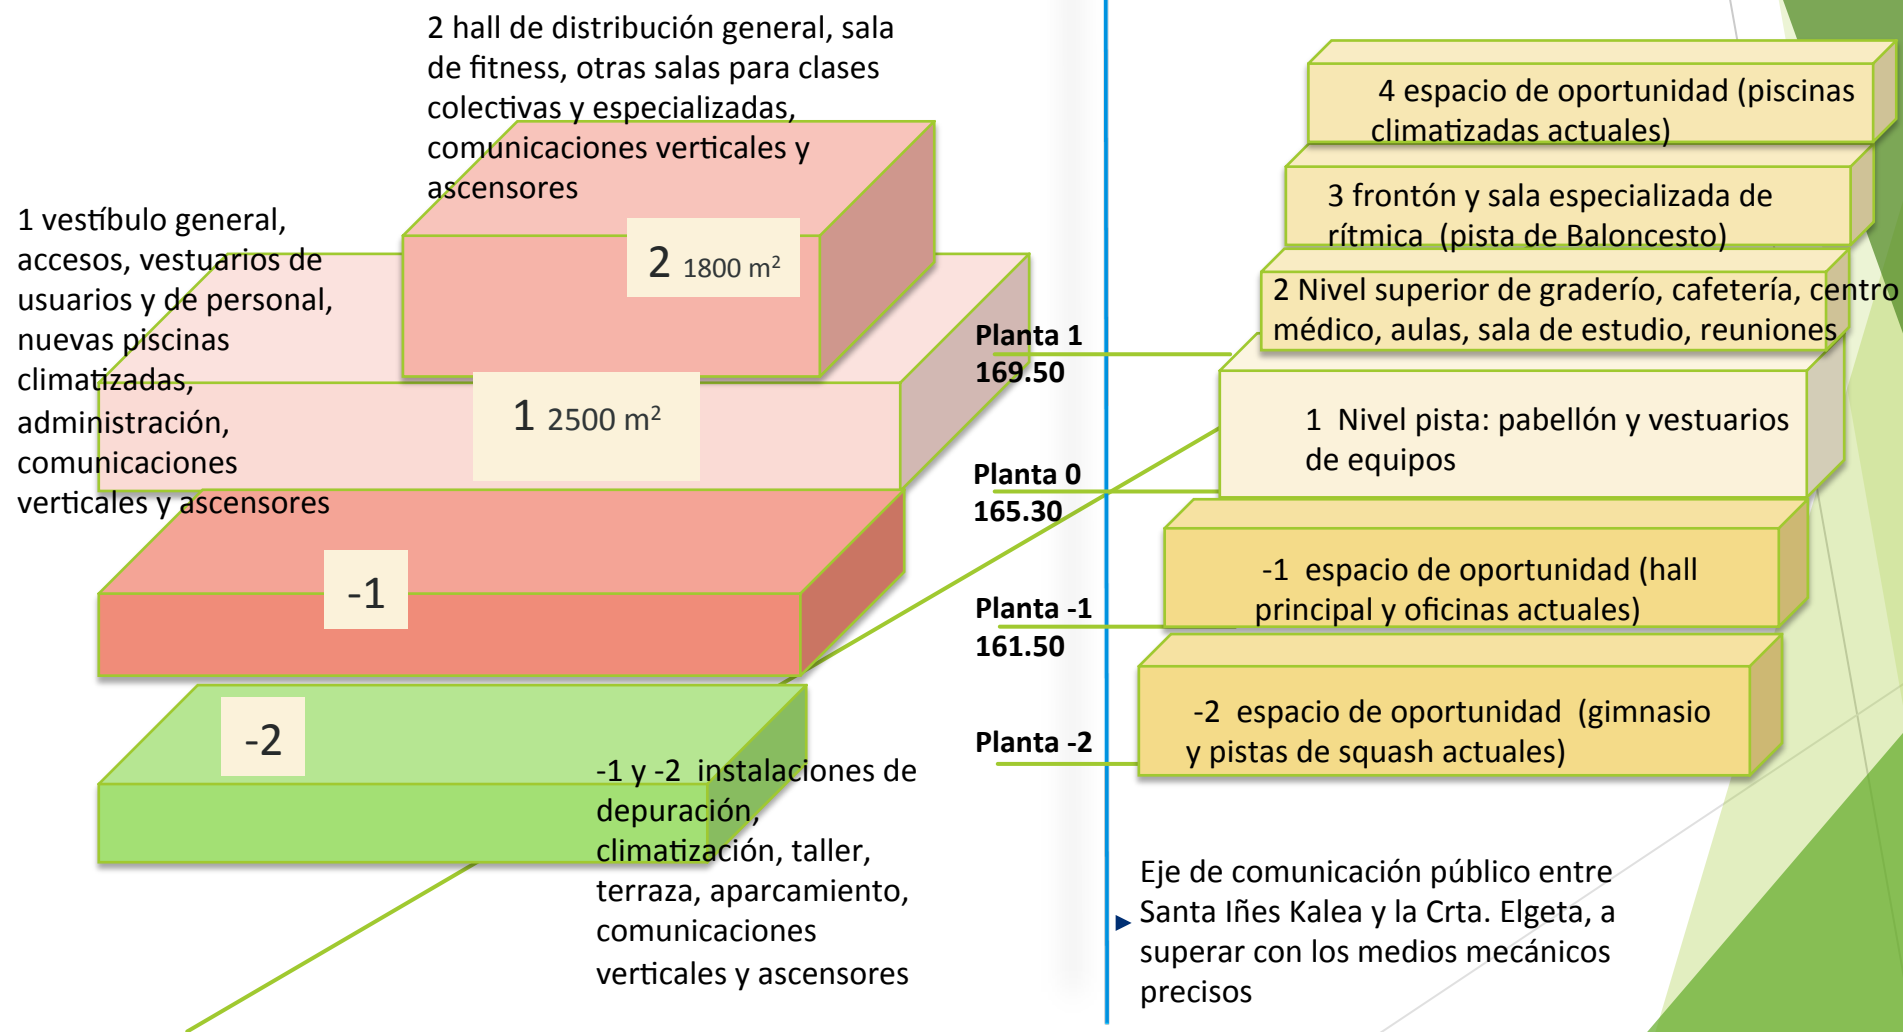 2 hall de distribución general, sala
de fitness, otras salas para clases
colectivas y especializadas,
comunicaciones verticales y
ascensores
1 vestíbulo general,
accesos, vestuarios de
usuarios y de personal,
nuevas piscinas
climatizadas,
administración,
comunicaciones
verticales y ascensores
2 1800 m²
1 2500 m²
-1
-2
-1 y -2 instalaciones de
depuración,
climatización, taller,
terraza, aparcamiento,
comunicaciones
verticales y ascensores
Planta 1
169.50
Planta 0
165.30
Planta -1
161.50
Planta -2
4 espacio de oportunidad (piscinas
climatizadas actuales)
3 frontón y sala especializada de
rítmica (pista de Baloncesto)
2 Nivel superior de graderío, cafetería, centro
médico, aulas, sala de estudio, reuniones
1 Nivel pista: pabellón y vestuarios
de equipos
-1 espacio de oportunidad (hall
principal y oficinas actuales)
-2 espacio de oportunidad (gimnasio
y pistas de squash actuales)
Eje de comunicación público entre
Santa Iñes Kalea y la Crta. Elgeta, a
superar con los medios mecánicos
precisos